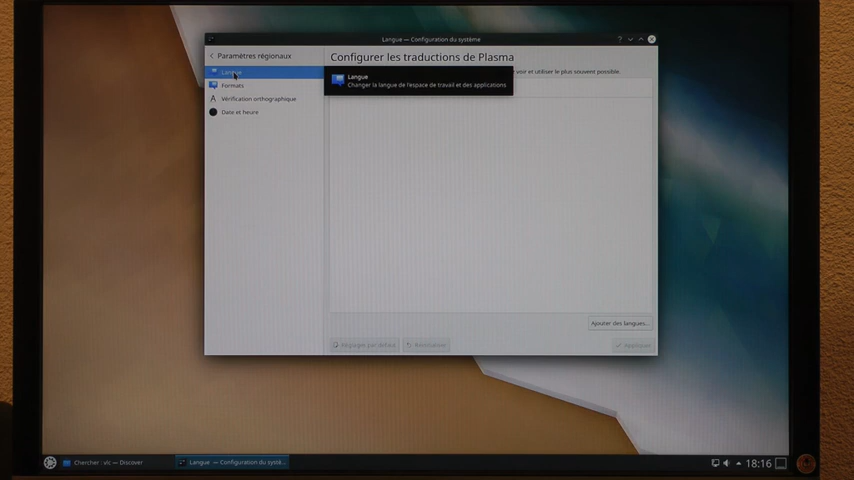 Langue — Configuration du système
Paramètres régionaux
Langue
Formats
Vérification orthographique
Date et heure
Configurer les traductions de Plasma
voir et utiliser le plus souvent possible.
Langue
Changer la langue de l'espace de travail et des applications
Ajouter des langues...
Réglages par défaut
Réinitialiser
Appliquer
Chercher : vlc — Discover
Langue — Configuration du systè...
18:16